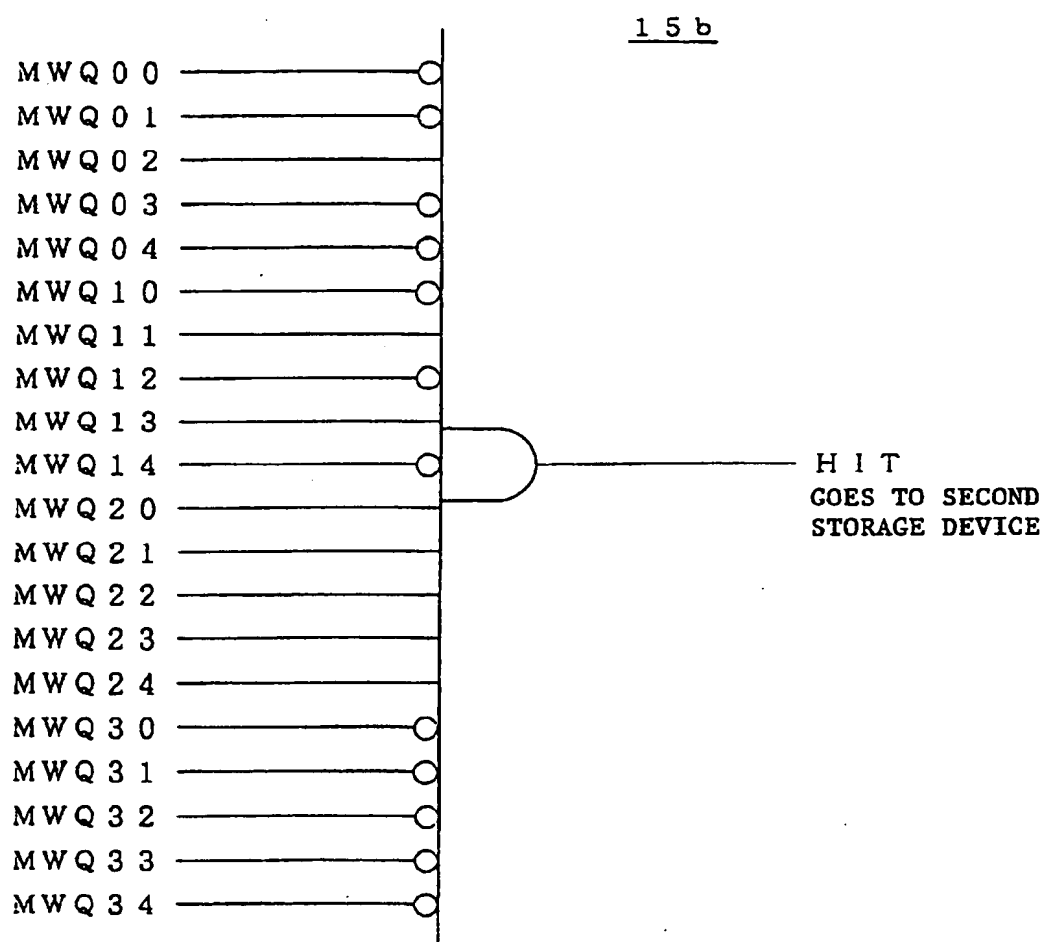 15b
MWQ00
MWQ01
MWQ02
MWQ03
MWQ04
MWQ10
MWQ11
MWQ12
MWQ13
MWQ14
HIT
GOES TO SECOND
STORAGE DEVICE
MWQ20
MWQ21
MWQ22
MWQ23
MWQ24
MWQ30
MWQ31
MWQ32
MWQ33
MWQ34